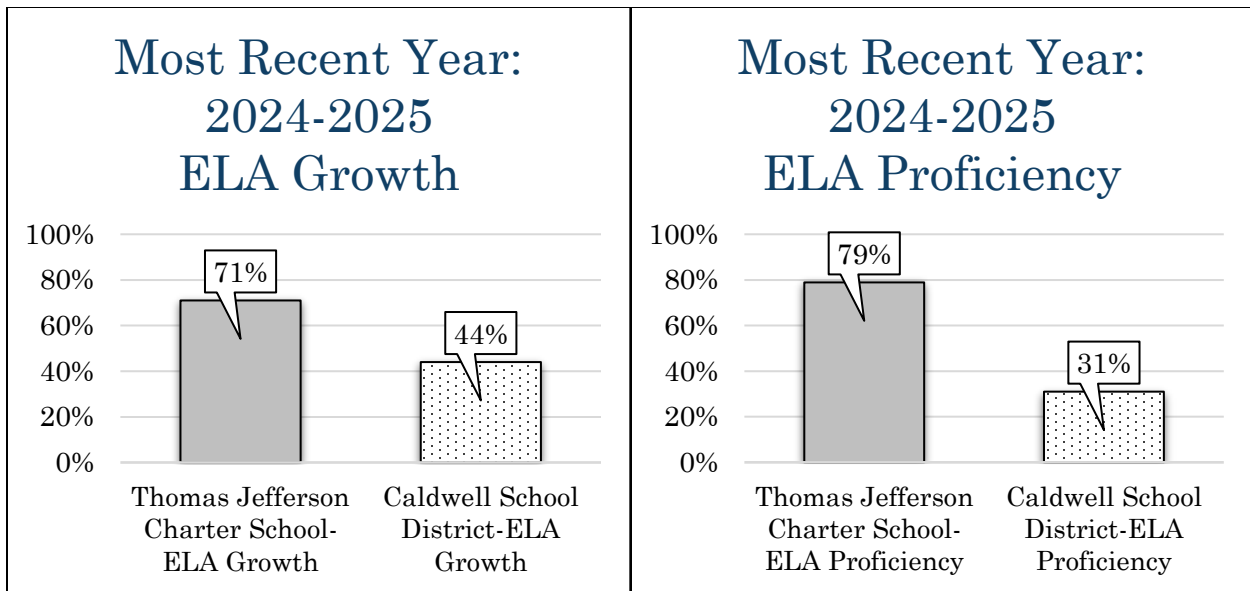 Most Recent Year:
2024-2025
ELA Growth
100%
80%
60%
40%
20%
0%
71%
44%
Thomas Jefferson
Charter School-
ELA Growth
Caldwell School
District-ELA
Growth
Most Recent Year:
2024-2025
ELA Proficiency
100%
80%
60%
40%
20%
0%
79%
31%
Thomas Jefferson
Charter School-
ELA Proficiency
Caldwell School
District-ELA
Proficiency